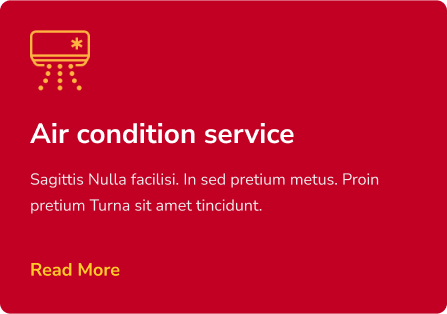 Air condition service
Sagittis Nulla facilisi. In sed pretium metus. Proin
pretium Turna sit amet tincidunt.
Read More